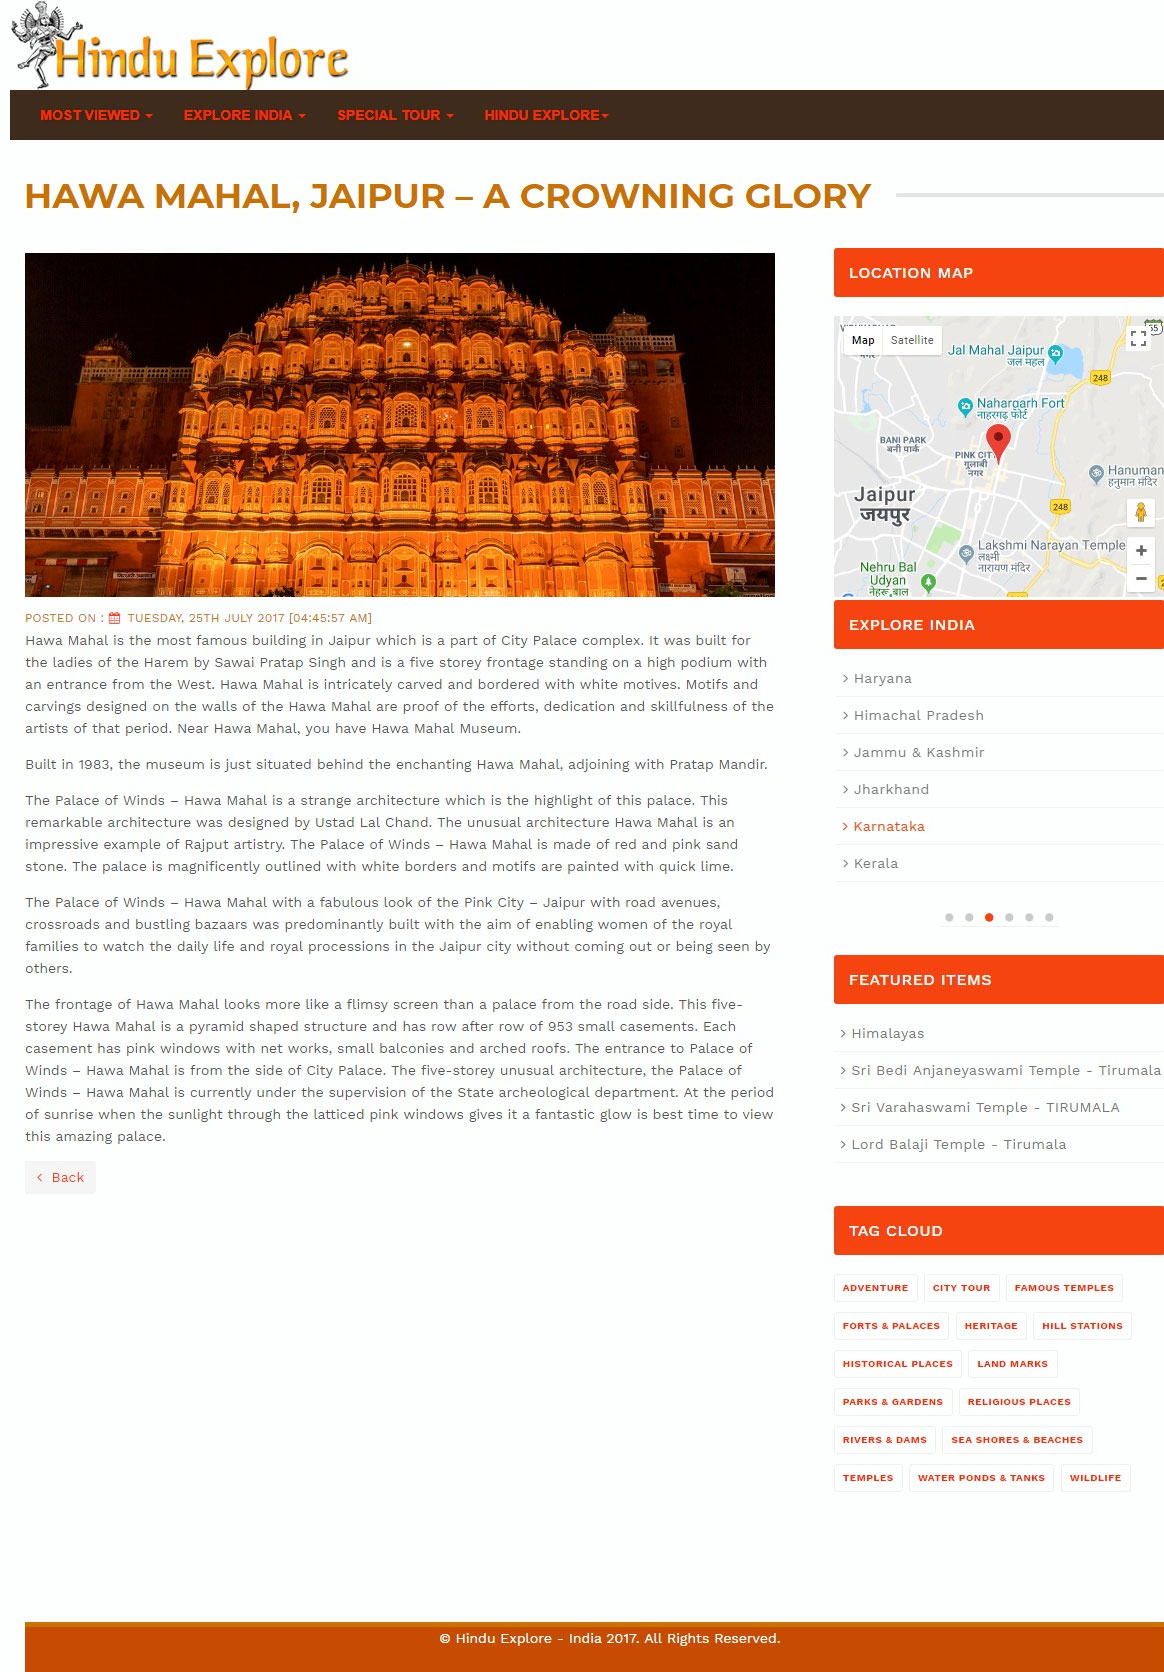 Hindu Explore
MOST VIEWED
EXPLORE INDIA
SPECIAL TOUR
HINDU EXPLORE
HAWA MAHAL, JAIPUR – A CROWNING GLORY
POSTED ON : TUESDAY, 25TH JULY 2017 [04:45:57 AM]
Hawa Mahal is the most famous building in Jaipur which is a part of City Palace complex. It was built for
the ladies of the Harem by Sawai Pratap Singh and is a five storey frontage standing on a high podium with
an entrance from the West. Hawa Mahal is intricately carved and bordered with white motives. Motifs and
carvings designed on the walls of the Hawa Mahal are proof of the efforts, dedication and skillfulness of the
artists of that period. Near Hawa Mahal, you have Hawa Mahal Museum.
Built in 1983, the museum is just situated behind the enchanting Hawa Mahal, adjoining with Pratap Mandir.
The Palace of Winds – Hawa Mahal is a strange architecture which is the highlight of this palace. This
remarkable architecture was designed by Ustad Lal Chand. The unusual architecture Hawa Mahal is an
impressive example of Rajput artistry. The Palace of Winds – Hawa Mahal is made of red and pink sand
stone. The palace is magnificently outlined with white borders and motifs are painted with quick lime.
The Palace of Winds – Hawa Mahal with a fabulous look of the Pink City – Jaipur with road avenues,
crossroads and bustling bazaars was predominantly built with the aim of enabling women of the royal
families to watch the daily life and royal processions in the Jaipur city without coming out or being seen by
others.
The frontage of Hawa Mahal looks more like a flimsy screen than a palace from the road side. This five-
storey Hawa Mahal is a pyramid shaped structure and has row after row of 953 small casements. Each
casement has pink windows with net works, small balconies and arched roofs. The entrance to Palace of
Winds – Hawa Mahal is from the side of City Palace. The five-storey unusual architecture, the Palace of
Winds – Hawa Mahal is currently under the supervision of the State archeological department. At the period
of sunrise when the sunlight through the latticed pink windows gives it a fantastic glow is best time to view
this amazing palace.
Back
LOCATION MAP
Map
Satellite
नगर
55
Jal Mahal Jaipur
जल महल
248
Nahargarh Fort
नाहरगढ़ फोर्ट
BANI PARK
बनी पार्क
PINK CIT
गुलाबी
नगर
Hanuman
हनुमान मंदिर
Jaipur
जयपुर
248
Lakshmi Narayan Temple
लक्ष्मी
नारायण मंदिर
Nehru Bal
Udyan
नेहरू बाल
EXPLORE INDIA
Haryana
Himachal Pradesh
Jammu & Kashmir
Jharkhand
Karnataka
Kerala
FEATURED ITEMS
Himalayas
Sri Bedi Anjaneyaswami Temple - Tirumala
Sri Varahaswami Temple - TIRUMALA
Lord Balaji Temple - Tirumala
TAG CLOUD
ADVENTURE
CITY TOUR
FAMOUS TEMPLES
FORTS & PALACES
HERITAGE
HILL STATIONS
HISTORICAL PLACES
LAND MARKS
PARKS & GARDENS
RELIGIOUS PLACES
RIVERS & DAMS
SEA SHORES & BEACHES
TEMPLES
WATER PONDS & TANKS
WILDLIFE
© Hindu Explore - India 2017. All Rights Reserved.